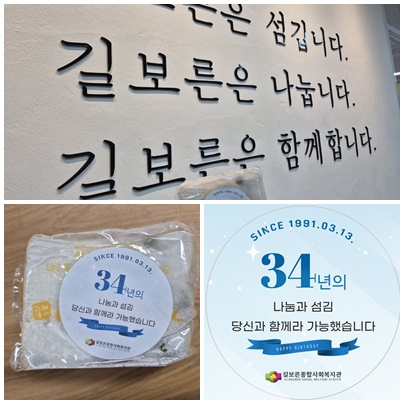 른은 섬깁니다.
길보른은 나눕니다.
길보른은 함께합니다.
SINCE 1991.03.13.
34년의
나눔과 섬김
당신과 함께라 가능했습니다
HAPPY BIRTHDAY
길보른종합사회복지관
SINCE 1991.03.13.
34년의
나눔과 섬김
당신과 함께라 가능했습니다
HAPPY BIRTHDAY
길보른종합사회복지관